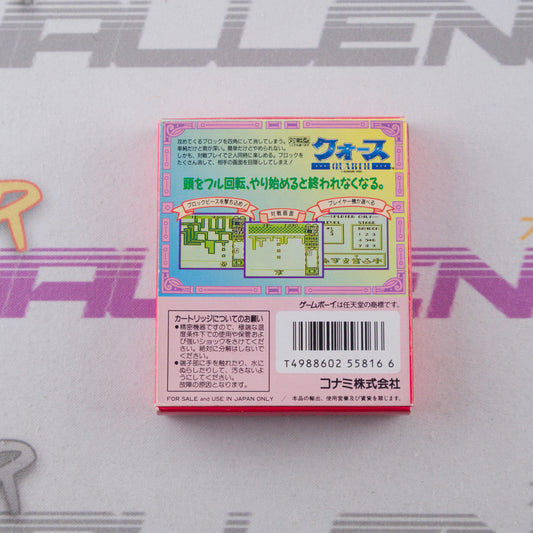 攻めてくるブロックを四角にして消してしまう。
単純だけど奥が深い。簡単だけどやめられない。
しかも、対戦プレイで2人同時に楽しめる。ブロックを
たくさん消して、相手の画面を目隠ししてしまえ!
クォース
QUARTH
頭をフル回転、やり始めると終われなくなる。
ブロックピースを撃ち込め!
対戦画面
プレイヤー機が選べる
ゲームボーイは任天堂の商標です。
カートリッジについてのお願い
●精密機器ですので、極端な温
度条件下での使用や保管およ
び強いショックをさけてくださ
い。絶対に分解はしないでく
ださい。
●端子部に手を触れたり、水に
ぬらしたりして、汚さないよ
うにしてください。
故障の原因となります。
T4988602 55816 6
コナミ株式会社
FOR SALE and USE IN JAPAN ONLY
本品の輸出、使用営業及び賃貸を禁じます。